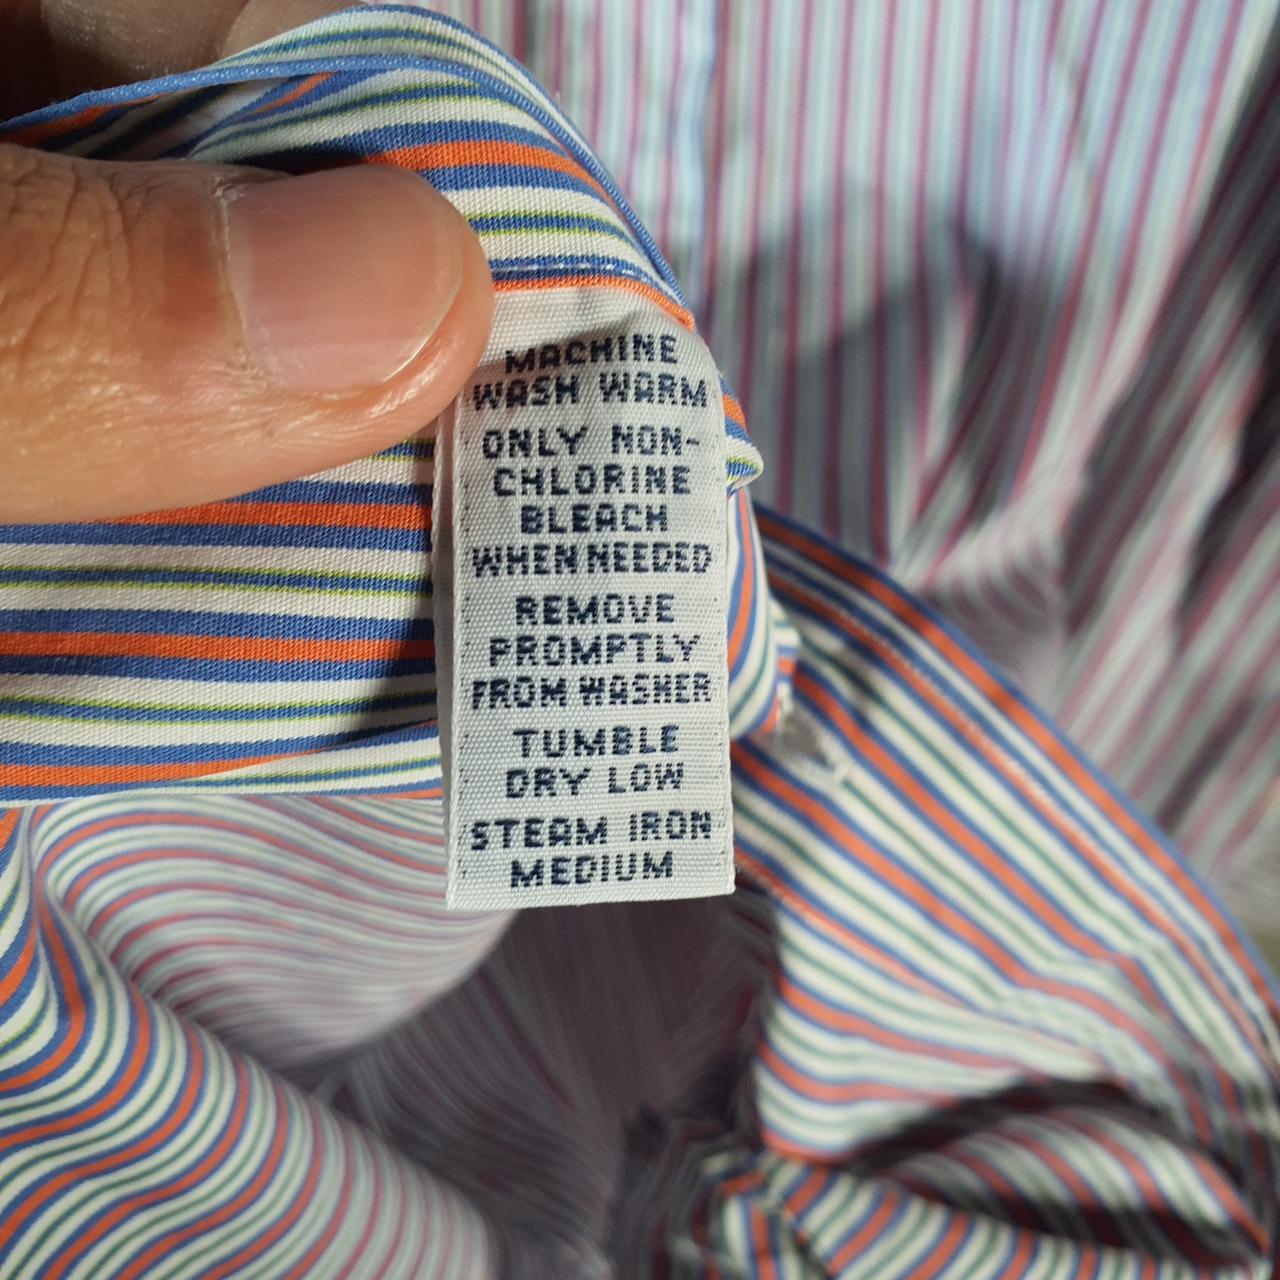 MACHINE
WASH WARM
ONLY NON-
CHLORINE
BLEACH
WHEN NEEDED
REMOVE
PROMPTLY
FROM WASHER
TUMBLE
DRY LOW
STEAM IRON
MEDIUM